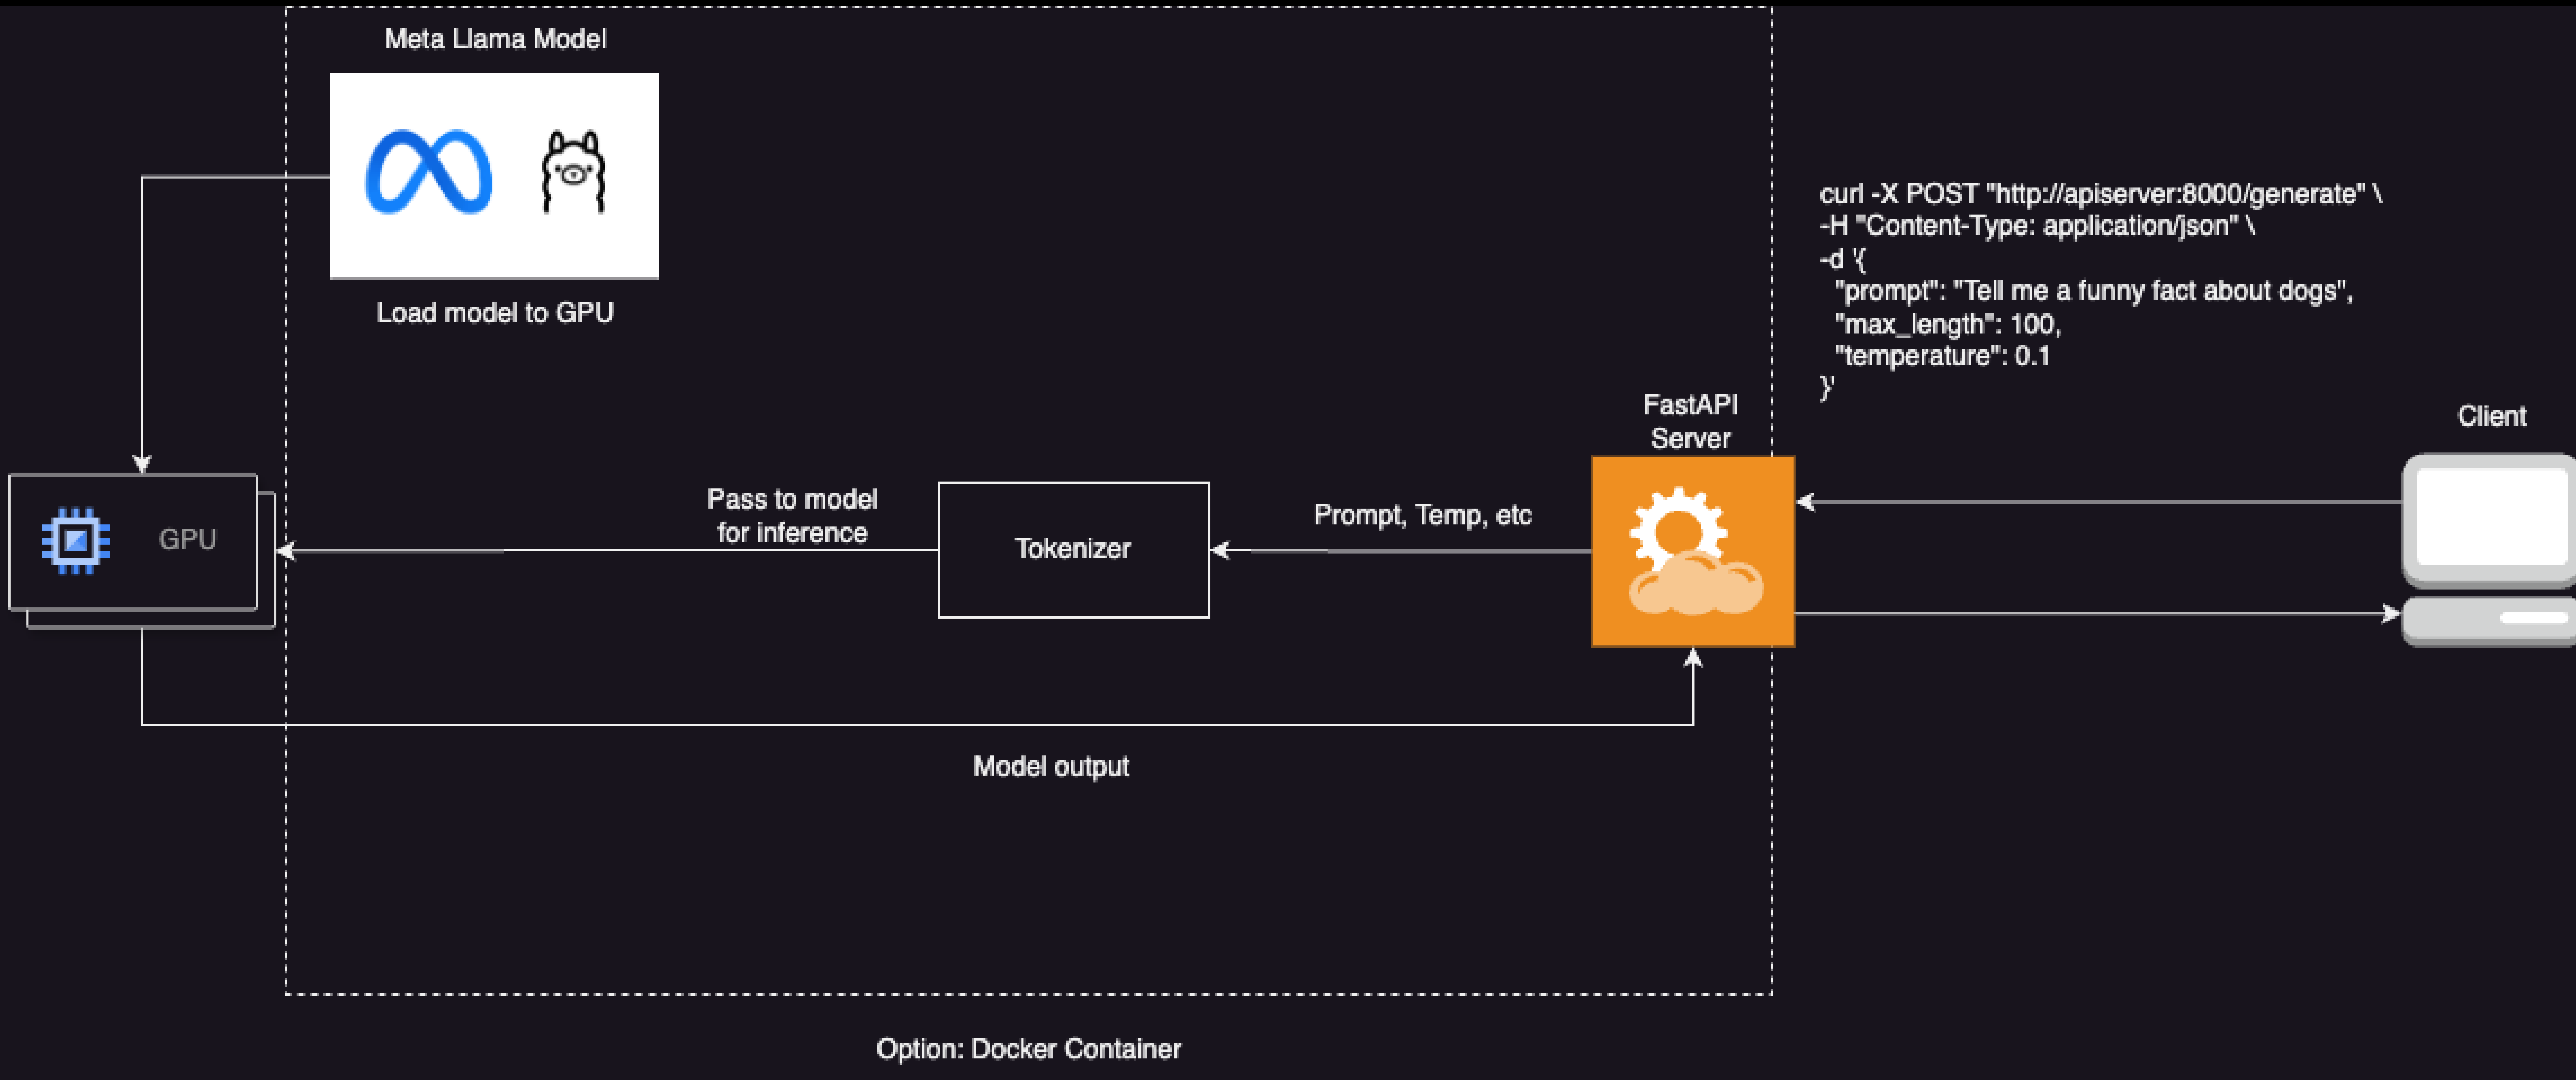 Meta Llama Model
Load model to GPU
curl -X POST "http://apiserver:8000/generate" \
-H "Content-Type: application/json" \
-d '{
"prompt": "Tell me a funny fact about dogs",
"max_length": 100,
"temperature": 0.1
}'
FastAPI
Server
Client
GPU
Pass to model
for inference
Tokenizer
Prompt, Temp, etc
Model output
Option: Docker Container